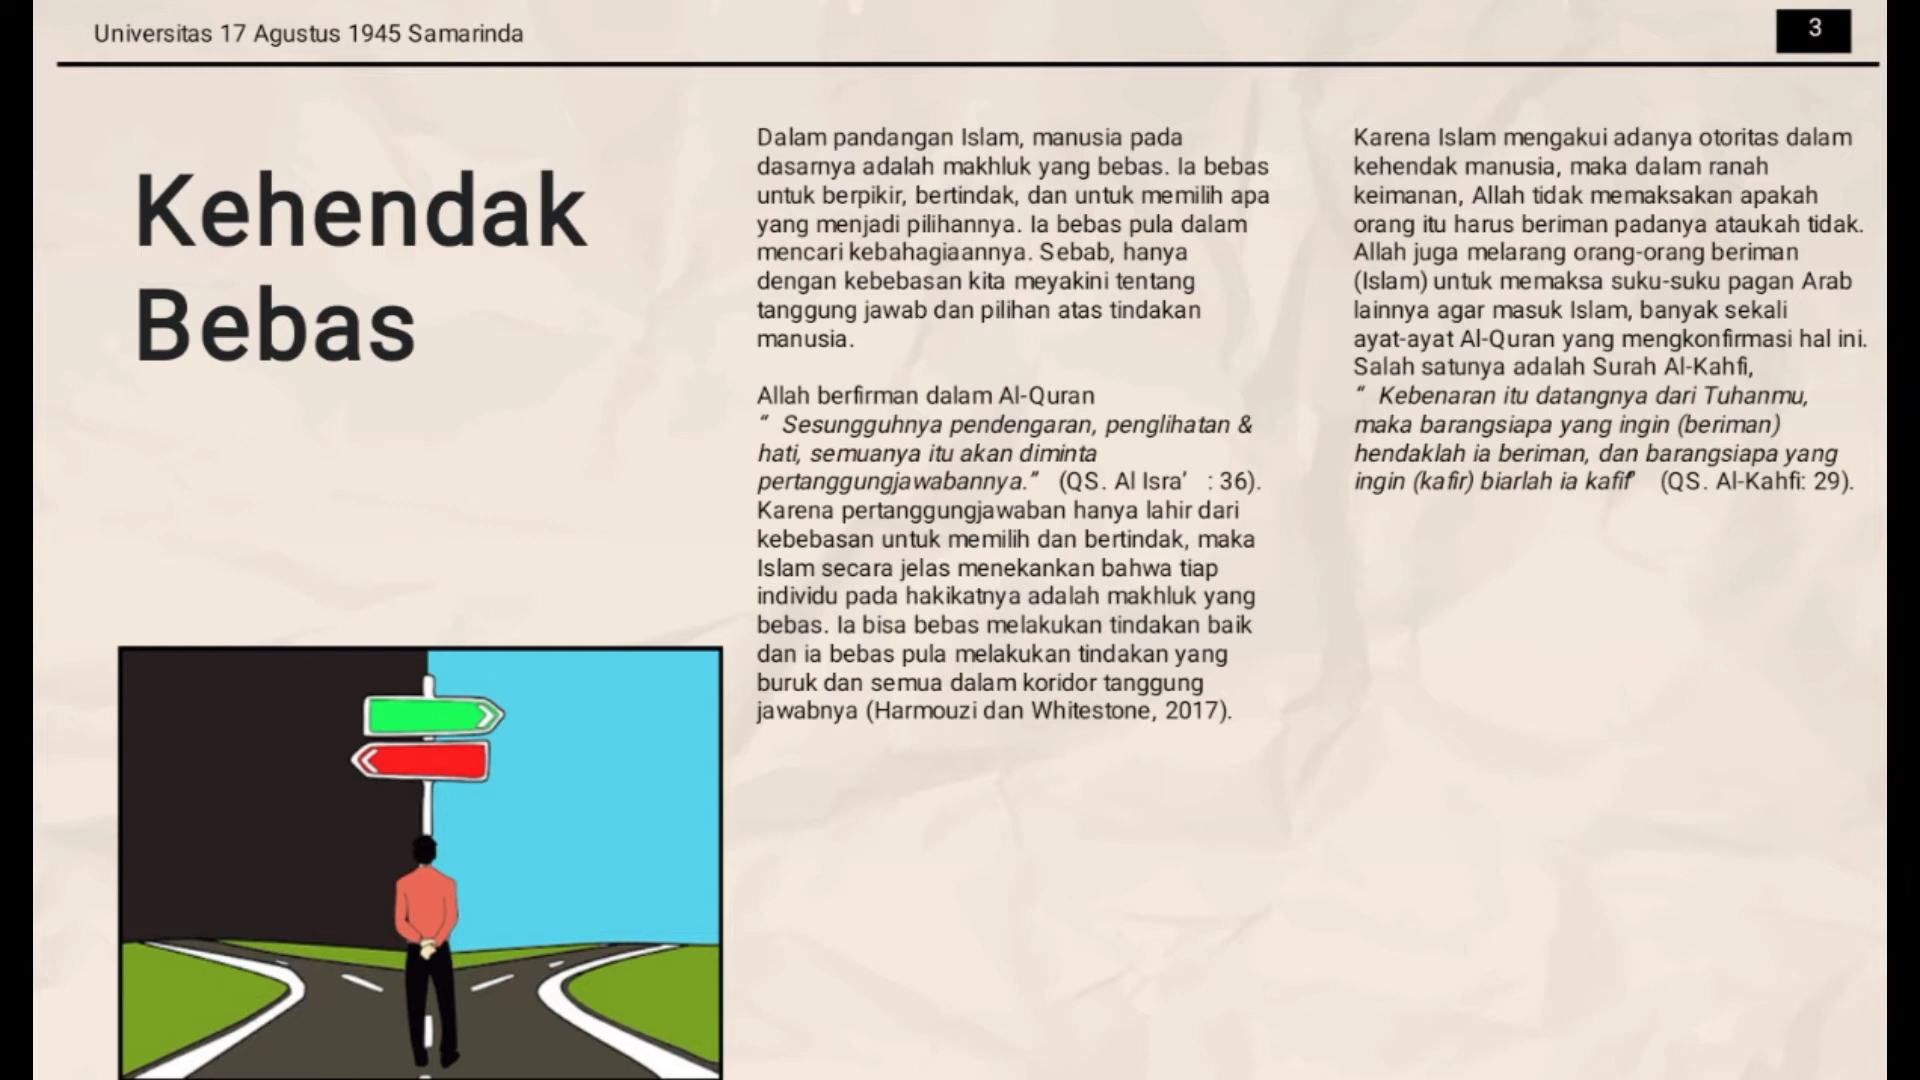 Universitas 17 Agustus 1945 Samarinda
3
Kehendak
Bebas
Dalam pandangan Islam, manusia pada
dasarnya adalah makhluk yang bebas. Ia bebas
untuk berpikir, bertindak, dan untuk memilih apa
yang menjadi pilihannya. Ia bebas pula dalam
mencari kebahagiaannya. Sebab, hanya
dengan kebebasan kita meyakini tentang
tanggung jawab dan pilihan atas tindakan
manusia.
Allah berfirman dalam Al-Quran
“ Sesungguhnya pendengaran, penglihatan &
hati, semuanya itu akan diminta
pertanggungjawabannya.” (QS. Al Isra’ : 36).
Karena pertanggungjawaban hanya lahir dari
kebebasan untuk memilih dan bertindak, maka
Islam secara jelas menekankan bahwa tiap
individu pada hakikatnya adalah makhluk yang
bebas. Ia bisa bebas melakukan tindakan baik
dan ia bebas pula melakukan tindakan yang
buruk dan semua dalam koridor tanggung
jawabnya (Harmouzi dan Whitestone, 2017).
Karena Islam mengakui adanya otoritas dalam
kehendak manusia, maka dalam ranah
keimanan, Allah tidak memaksakan apakah
orang itu harus beriman padanya ataukah tidak.
Allah juga melarang orang-orang beriman
(Islam) untuk memaksa suku-suku pagan Arab
lainnya agar masuk Islam, banyak sekali
ayat-ayat Al-Quran yang mengkonfirmasi hal ini.
Salah satunya adalah Surah Al-Kahfi,
“ Kebenaran itu datangnya dari Tuhanmu,
maka barangsiapa yang ingin (beriman)
hendaklah ia beriman, dan barangsiapa yang
ingin (kafir) biarlah ia kafif” (QS. Al-Kahfi: 29).